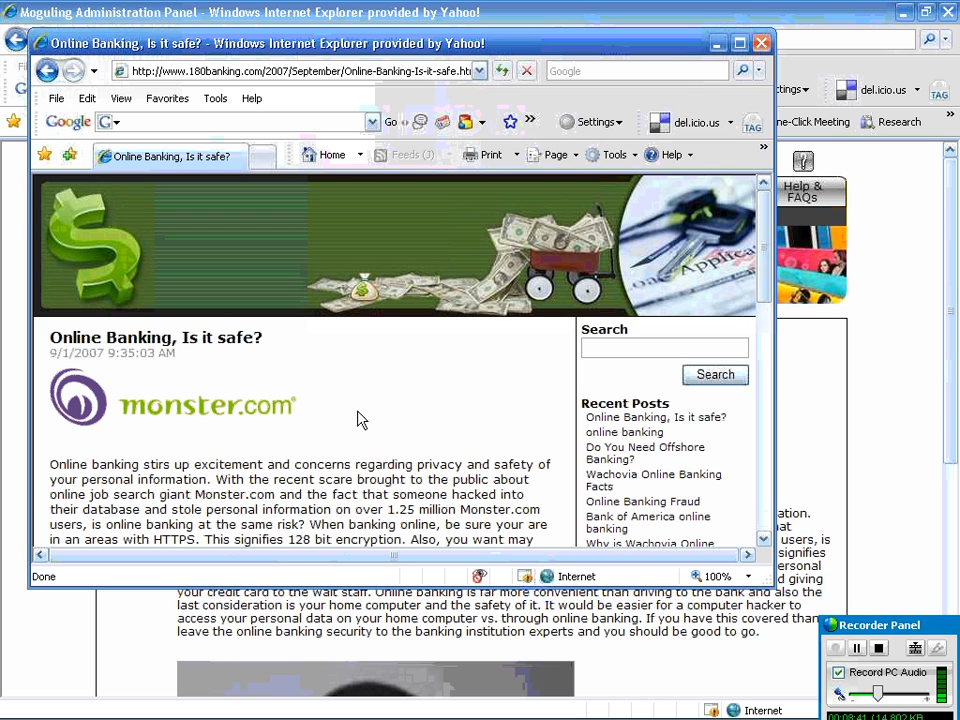 Moguling Administration Panel - Windows Internet Explorer provided by Yahoo!
Online Banking, Is it safe? - Windows Internet Explorer provided by Yahoo!
http://www.180banking.com/2007/September/Online-Banking-Is-it-safe.ht
Google
File Edit View Favorites Tools Help
Google G Go Settings del.icio.us TAG
ttings del.icio.us TAG
ne-Click Meeting Research
Online Banking, Is it safe? Home Feeds (J) Print Page Tools Help
Help &
FAQs
Online Banking, Is it safe?
9/1/2007 9:35:03 AM
monster.com
Online banking stirs up excitement and concerns regarding privacy and safety of
your personal information. With the recent scare brought to the public about
online job search giant Monster.com and the fact that someone hacked into
their database and stole personal information on over 1.25 million Monster.com
users, is online banking at the same risk? When banking online, be sure your are
in an areas with HTTPS. This signifies 128 bit encryption. Also, you want may
Search
Search
Recent Posts
Online Banking, Is it safe?
online banking
Do You Need Offshore
Banking?
Wachovia Online Banking
Facts
Online Banking Fraud
Bank of America online
banking
Why is Wachovia Online
Done Internet 100%
ation.
hat
users, is
signifies
personal
d giving
your credit card to the wait staff. Online banking is far more convenient than driving to the bank and also the
last consideration is your home computer and the safety of it. It would be easier for a computer hacker to
access your personal data on your home computer vs. through online banking. If you have this covered than
leave the online banking security to the banking institution experts and you should be good to go.
Recorder Panel
Record PC Audio
00:08:41 (14,802 KB)
Internet